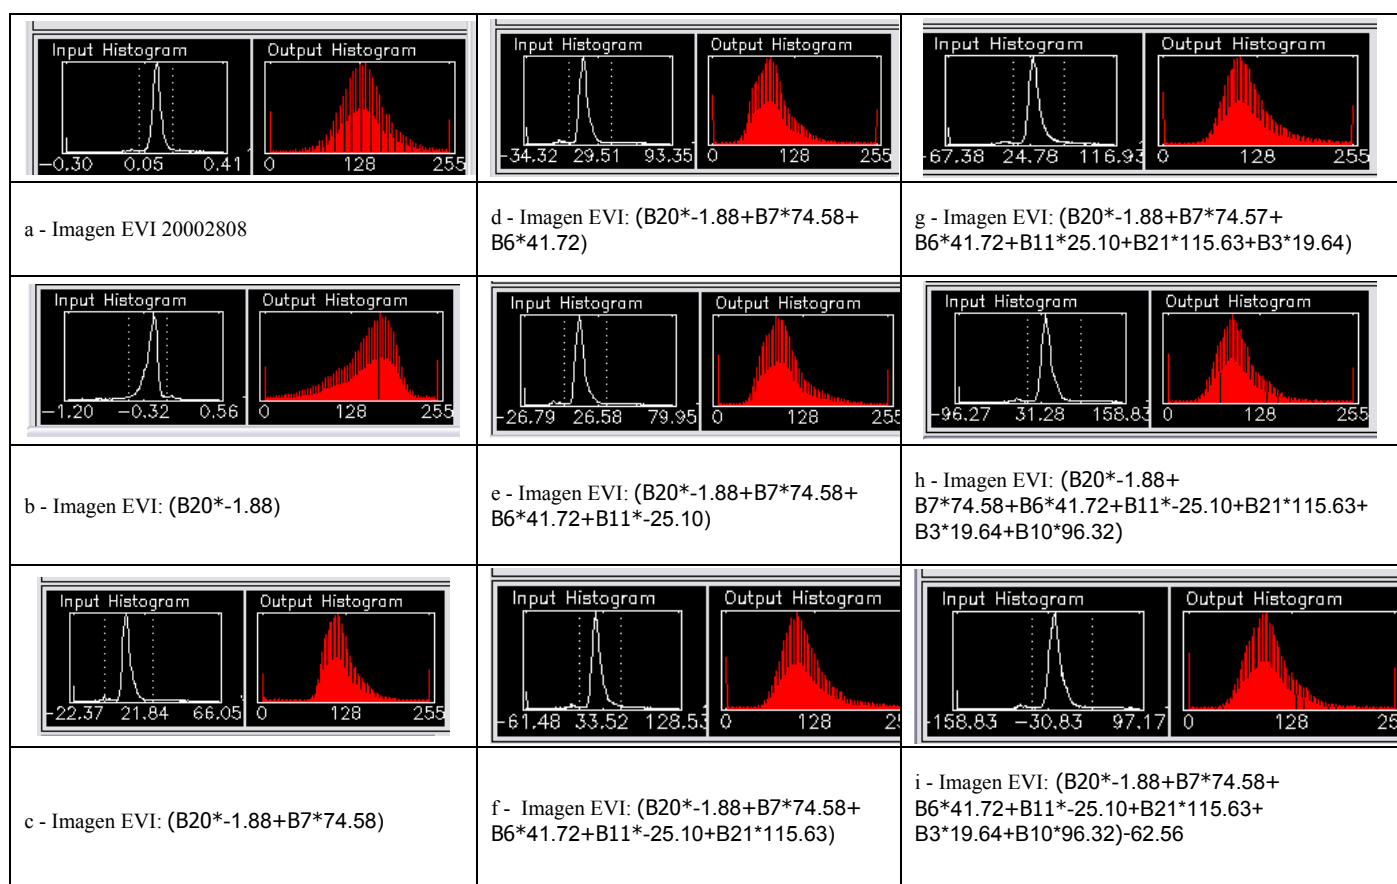 Input Histogram Output Histogram
-0.30 0.05 0.41 0 128 255
a - Imagen EVI 20002808
Input Histogram Output Histogram
-34.32 29.51 93.35 0 128 255
d - Imagen EVI: (B20*-1.88+B7*74.58+
B6*41.72)
Input Histogram Output Histogram
-67.38 24.78 116.93 0 128 255
g - Imagen EVI: (B20*-1.88+B7*74.57+
B6*41.72+B11*25.10+B21*115.63+B3*19.64)
Input Histogram Output Histogram
-1.20 -0.32 0.56 0 128 255
b - Imagen EVI: (B20*-1.88)
Input Histogram Output Histogram
-26.79 26.58 79.95 0 128 255
e - Imagen EVI: (B20*-1.88+B7*74.58+
B6*41.72+B11*-25.10)
Input Histogram Output Histogram
-96.27 31.28 158.83 0 128 255
h - Imagen EVI: (B20*-1.88+
B7*74.58+B6*41.72+B11*-25.10+B21*115.63+
B3*19.64+B10*96.32)
Input Histogram Output Histogram
-22.37 21.84 66.05 0 128 255
c - Imagen EVI: (B20*-1.88+B7*74.58)
Input Histogram Output Histogram
-61.48 33.52 128.53 0 128 25
f - Imagen EVI: (B20*-1.88+B7*74.58+
B6*41.72+B11*-25.10+B21*115.63)
Input Histogram Output Histogram
-158.83 -30.83 97.17 0 128 25
i - Imagen EVI: (B20*-1.88+B7*74.58+
B6*41.72+B11*-25.10+B21*115.63+
B3*19.64+B10*96.32)-62.56